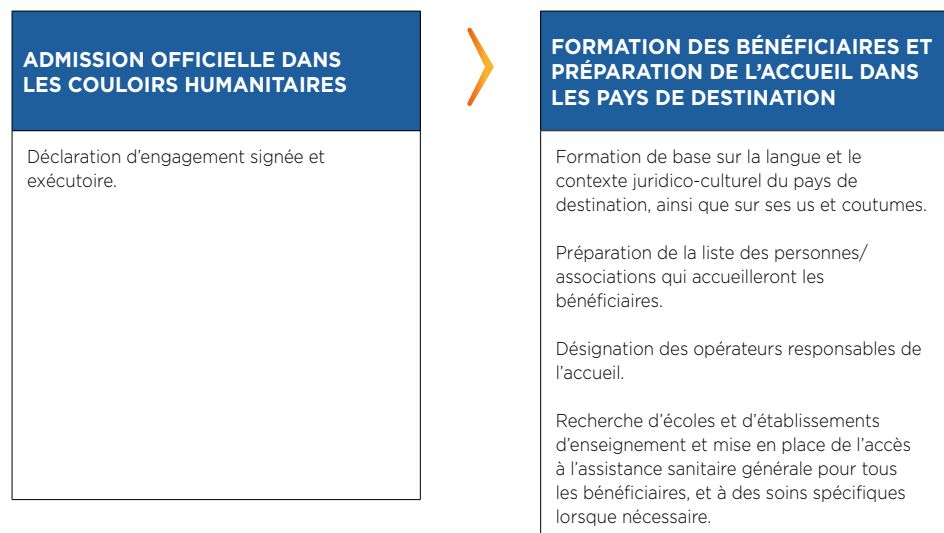 ADMISSION OFFICIELLE DANS
LES COULOIRS HUMANITAIRES
Déclaration d’engagement signée et
exécutoire.
FORMATION DES BÉNÉFICIAIRES ET
PRÉPARATION DE L’ACCUEIL DANS
LES PAYS DE DESTINATION
Formation de base sur la langue et le
contexte juridico-culturel du pays de
destination, ainsi que sur ses us et coutumes.
Préparation de la liste des personnes/
associations qui accueilleront les
bénéficiaires.
Désignation des opérateurs responsables de
l’accueil.
Recherche d’écoles et d’établissements
d’enseignement et mise en place de l’accès
à l’assistance sanitaire générale pour tous
les bénéficiaires, et à des soins spécifiques
lorsque nécessaire.